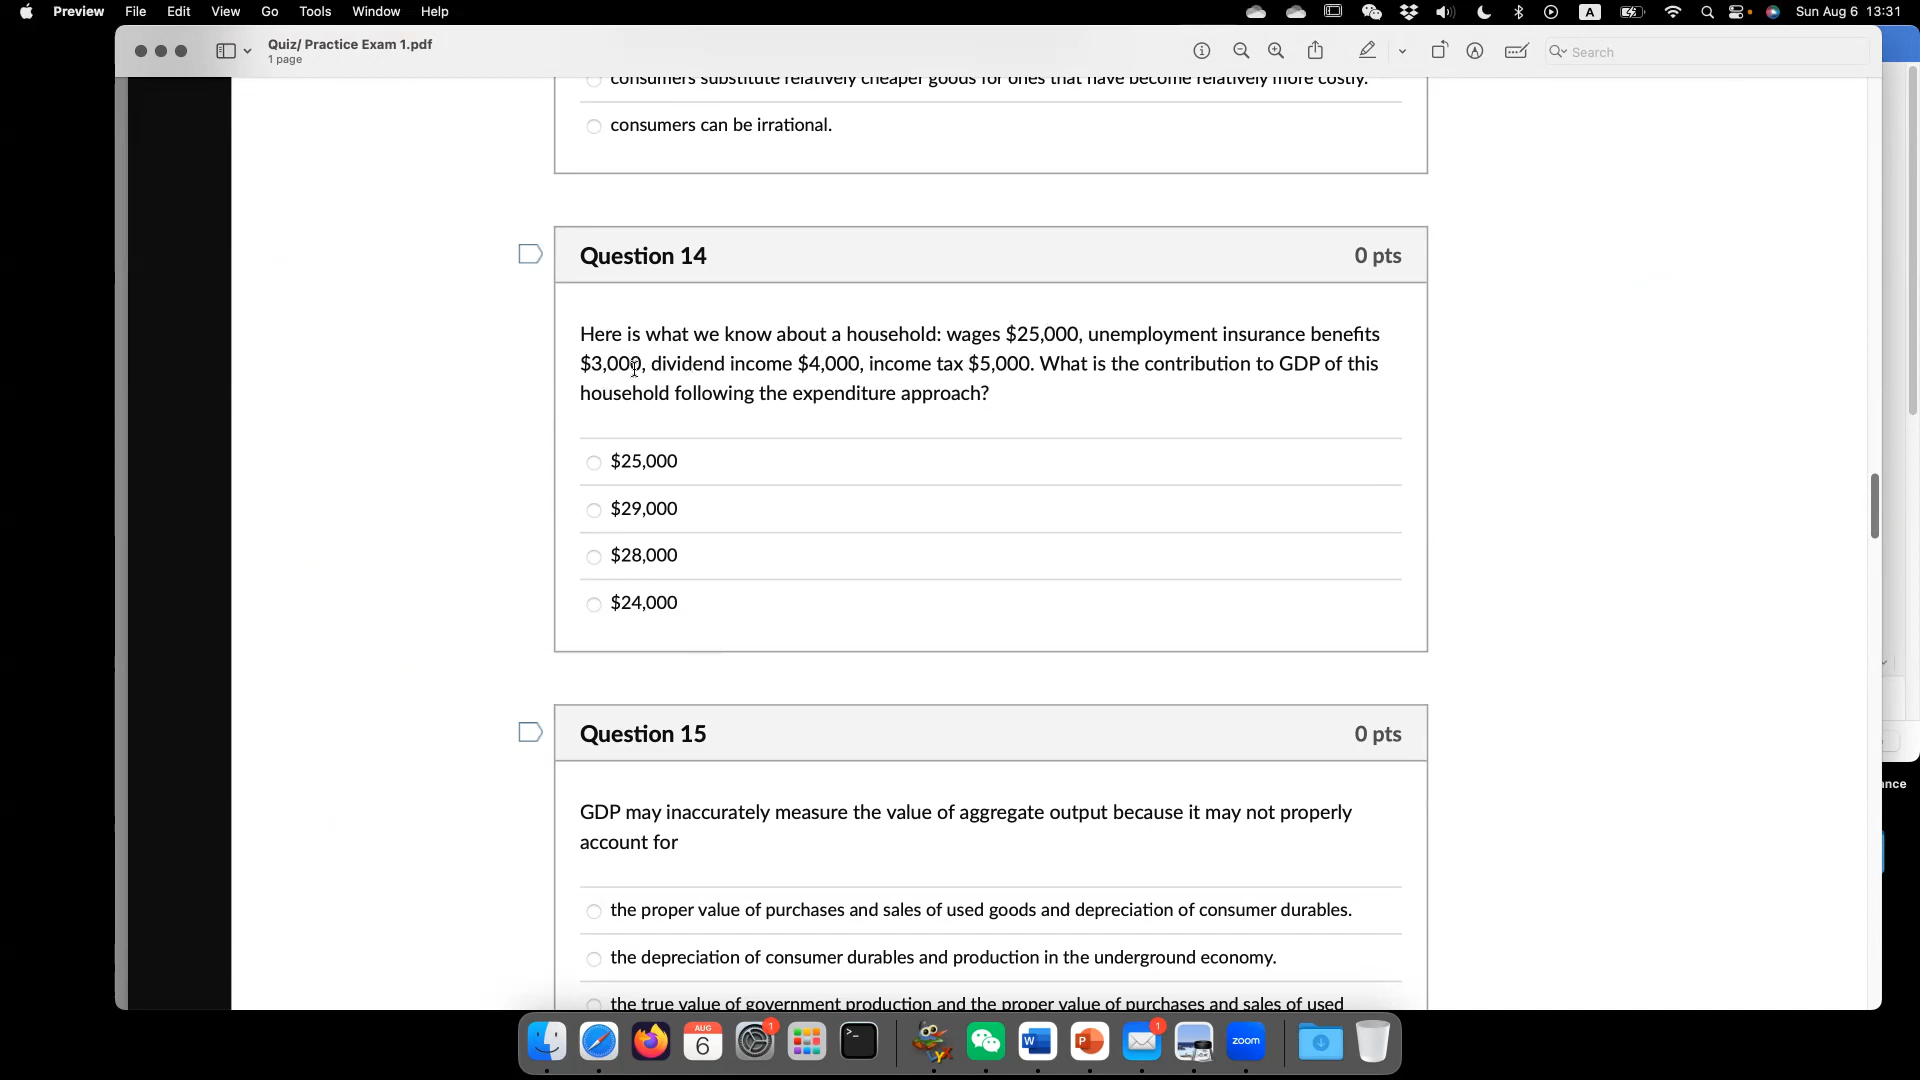 Preview File Edit View Go Tools Window Help
A
Sun Aug 6 13:31
Quiz/ Practice Exam 1.pdf
1 page
Search
consumers substitute relatively cheaper goods for ones that have become relatively more costly.
consumers can be irrational.
Question 14
0 pts
Here is what we know about a household: wages $25,000, unemployment insurance benefits
$3,000, dividend income $4,000, income tax $5,000. What is the contribution to GDP of this
household following the expenditure approach?
$25,000
$29,000
$28,000
$24,000
Question 15
0 pts
GDP may inaccurately measure the value of aggregate output because it may not properly
account for
the proper value of purchases and sales of used goods and depreciation of consumer durables.
the depreciation of consumer durables and production in the underground economy.
the true value of government production and the proper value of purchases and sales of used
ance
AUG
6
1
W
P
1
zoom